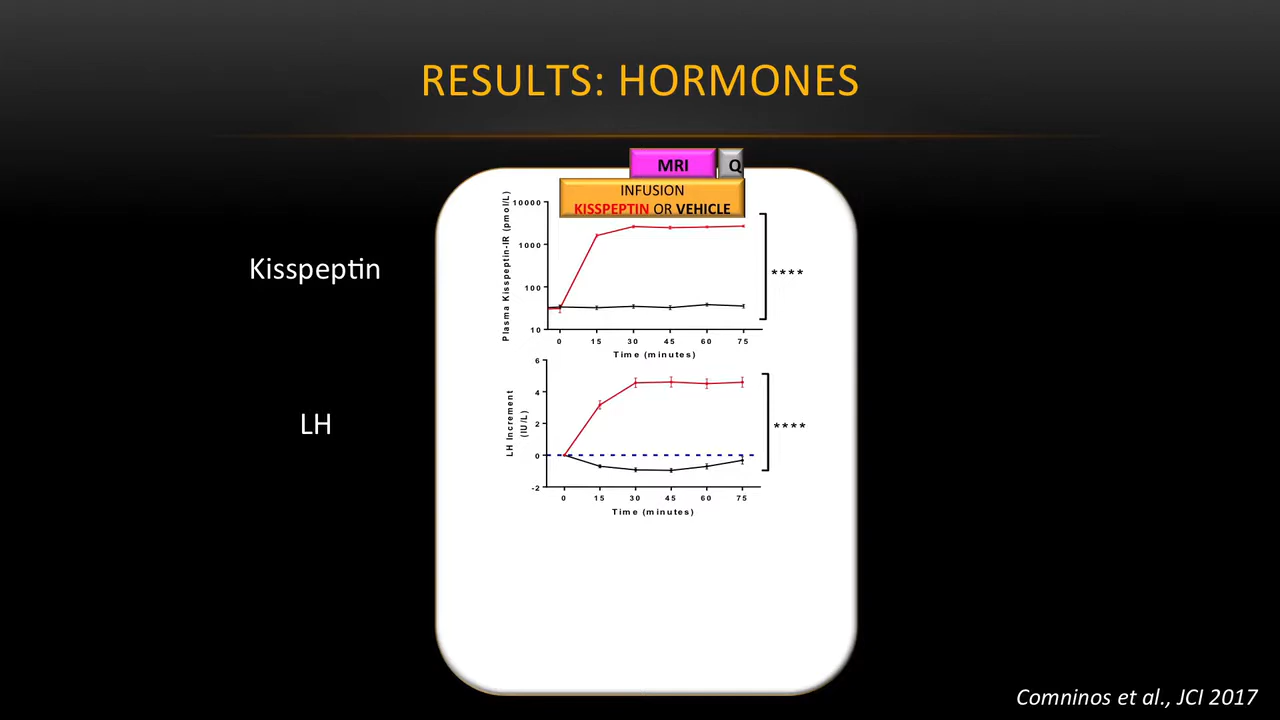 RESULTS: HORMONES
MRI
Q
INFUSION
KISSPEPTIN OR VEHICLE
Kisspeptin
Plasma Kisspeptin-IR (pmol/L)
10000
1000
100
10
0 15 30 45 60 75
Time (minutes)
****
LH
LH Increment
(IU/L)
6
4
2
0
-2
0 15 30 45 60 75
Time (minutes)
****
Comninos et al., JCI 2017